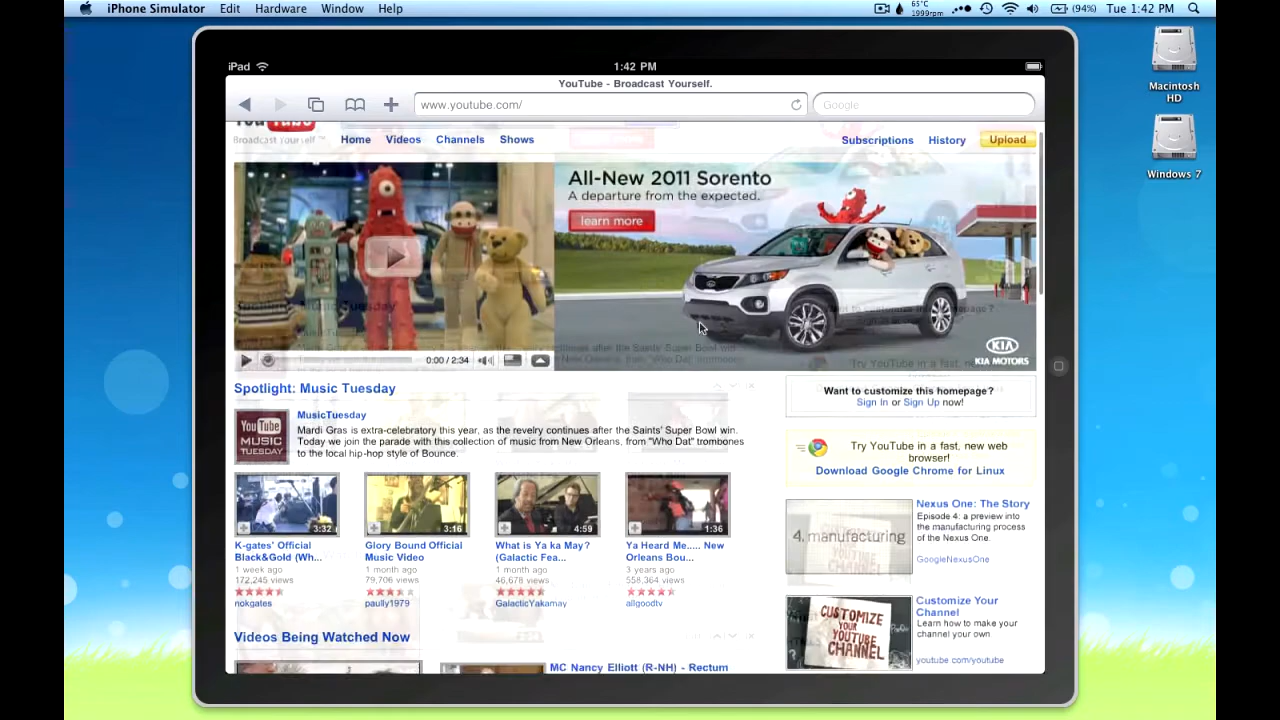 iPhone Simulator Edit Hardware Window Help
65°C
1999rpm
(94%) Tue 1:42 PM
Macintosh
HD
Windows 7
iPad
1:42 PM
YouTube - Broadcast Yourself.
www.youtube.com/
Google
Broadcast Yourself™
Home Videos Channels Shows
Subscriptions History Upload
All-New 2011 Sorento
A departure from the expected.
learn more
KIA
KIA MOTORS
0:00 / 2:34
Spotlight: Music Tuesday
You Tube
MUSIC
TUESDAY
MusicTuesday
Mardi Gras is extra-celebratory this year, as the revelry continues after the Saints' Super Bowl win.
Today we join the parade with this collection of music from New Orleans, from "Who Dat" trombones
to the local hip-hop style of Bounce.
3:32
3:16
4:59
1:36
K-gates' Official
Black&Gold (Wh...
1 week ago
172,245 views
nokgates
Glory Bound Official
Music Video
1 month ago
79,706 views
paully1979
What is Ya ka May?
(Galactic Fea...
1 month ago
46,678 views
GalacticYakamay
Ya Heard Me..... New
Orleans Bou...
3 years ago
558,364 views
allgoodtv
Videos Being Watched Now
MC Nancy Elliott (R-NH) - Rectum
Want to customize this homepage?
Sign In or Sign Up now!
Try YouTube in a fast, new web
browser!
Download Google Chrome for Linux
4. manufacturing
Nexus One: The Story
Episode 4: a preview into
the manufacturing process
of the Nexus One.
GoogleNexusOne
CUSTOMIZE
YOUR
YOUTUBE
CHANNEL
Customize Your
Channel
Learn how to make your
channel your own
youtube.com/youtube